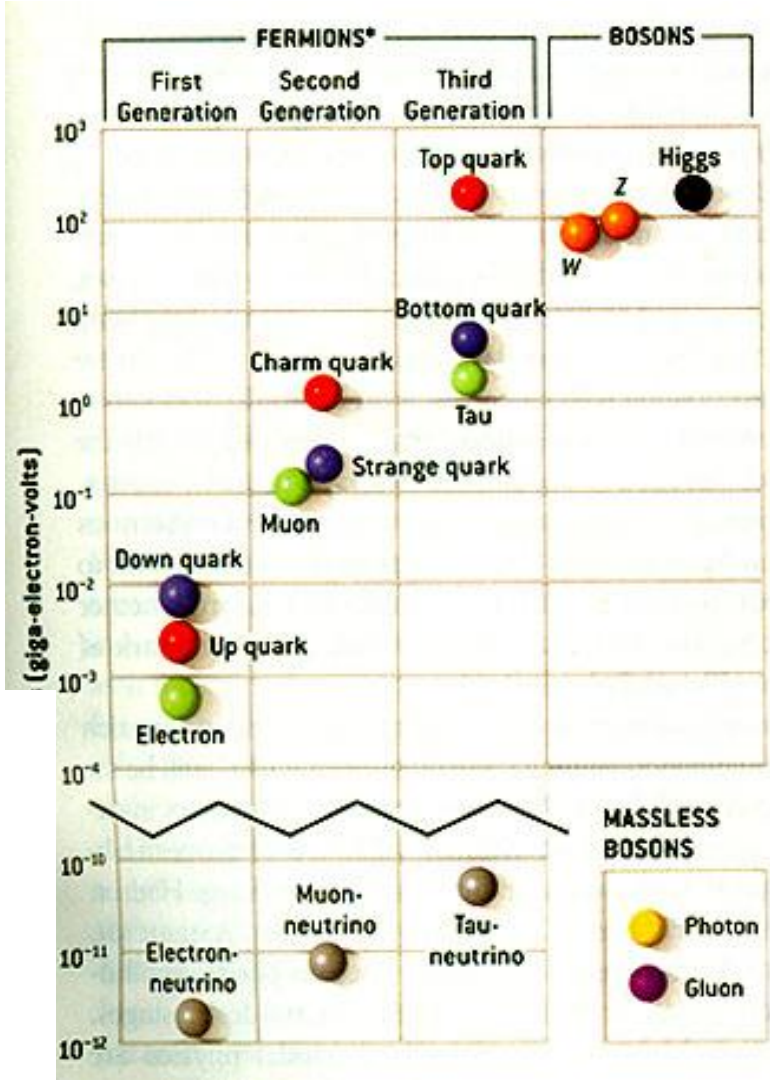 FERMIONS*
BOSONS
First
Generation
Second
Generation
Third
Generation
10³
10²
10¹
10⁰
10⁻¹
10⁻²
10⁻³
10⁻⁴
10⁻¹⁰
10⁻¹¹
10⁻¹²
(giga-electron-volts)
Top quark
Higgs
Z
W
Bottom quark
Charm quark
Tau
Strange quark
Muon
Down quark
Up quark
Electron
MASSLESS
BOSONS
Photon
Gluon
Muon-
neutrino
Tau-
neutrino
Electron-
neutrino